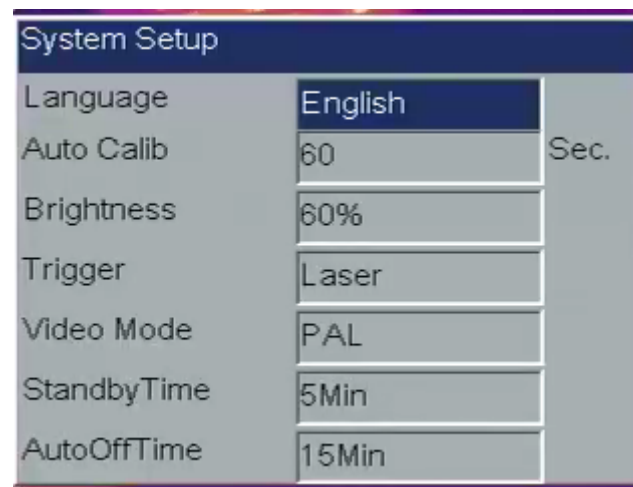 System Setup
Language English
Auto Calib 60 Sec.
Brightness 60%
Trigger Laser
Video Mode PAL
StandbyTime 5Min
AutoOffTime 15Min